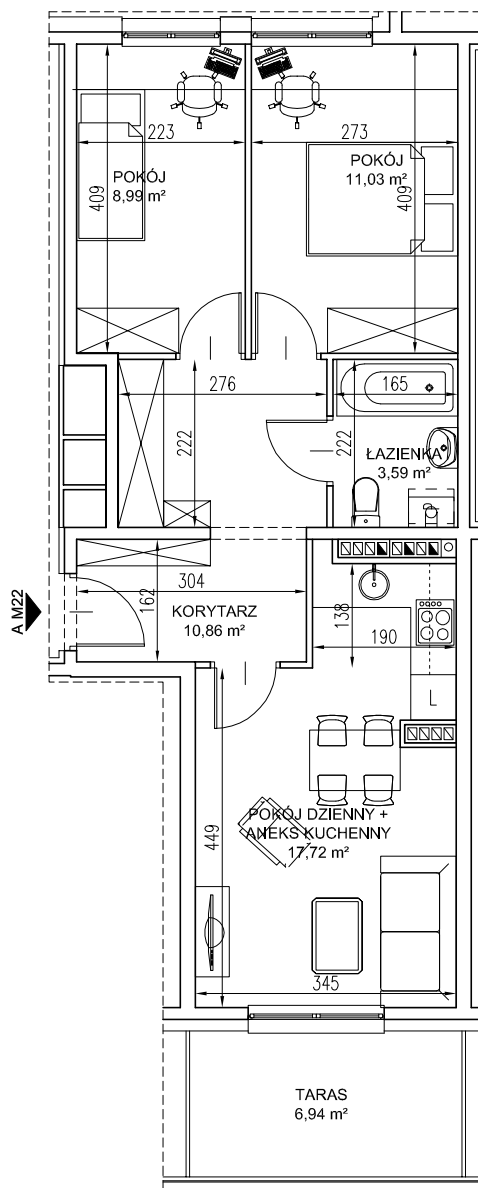 223
273
POKÓJ
8,99 m²
POKÓJ
11,03 m²
409
409
276
165
222
222
ŁAZIENKA
3,59 m²
A M22
304
162
KORYTARZ
10,86 m²
138
190
L
449
POKÓJ DZIENNY +
ANEKS KUCHENNY
17,72 m²
345
TARAS
6,94 m²